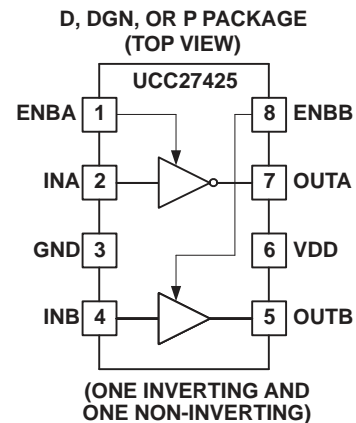 D, DGN, OR P PACKAGE
(TOP VIEW)
UCC27425
ENBA 1 8 ENBB
INA 2 7 OUTA
GND 3 6 VDD
INB 4 5 OUTB
(ONE INVERTING AND
ONE NON-INVERTING)